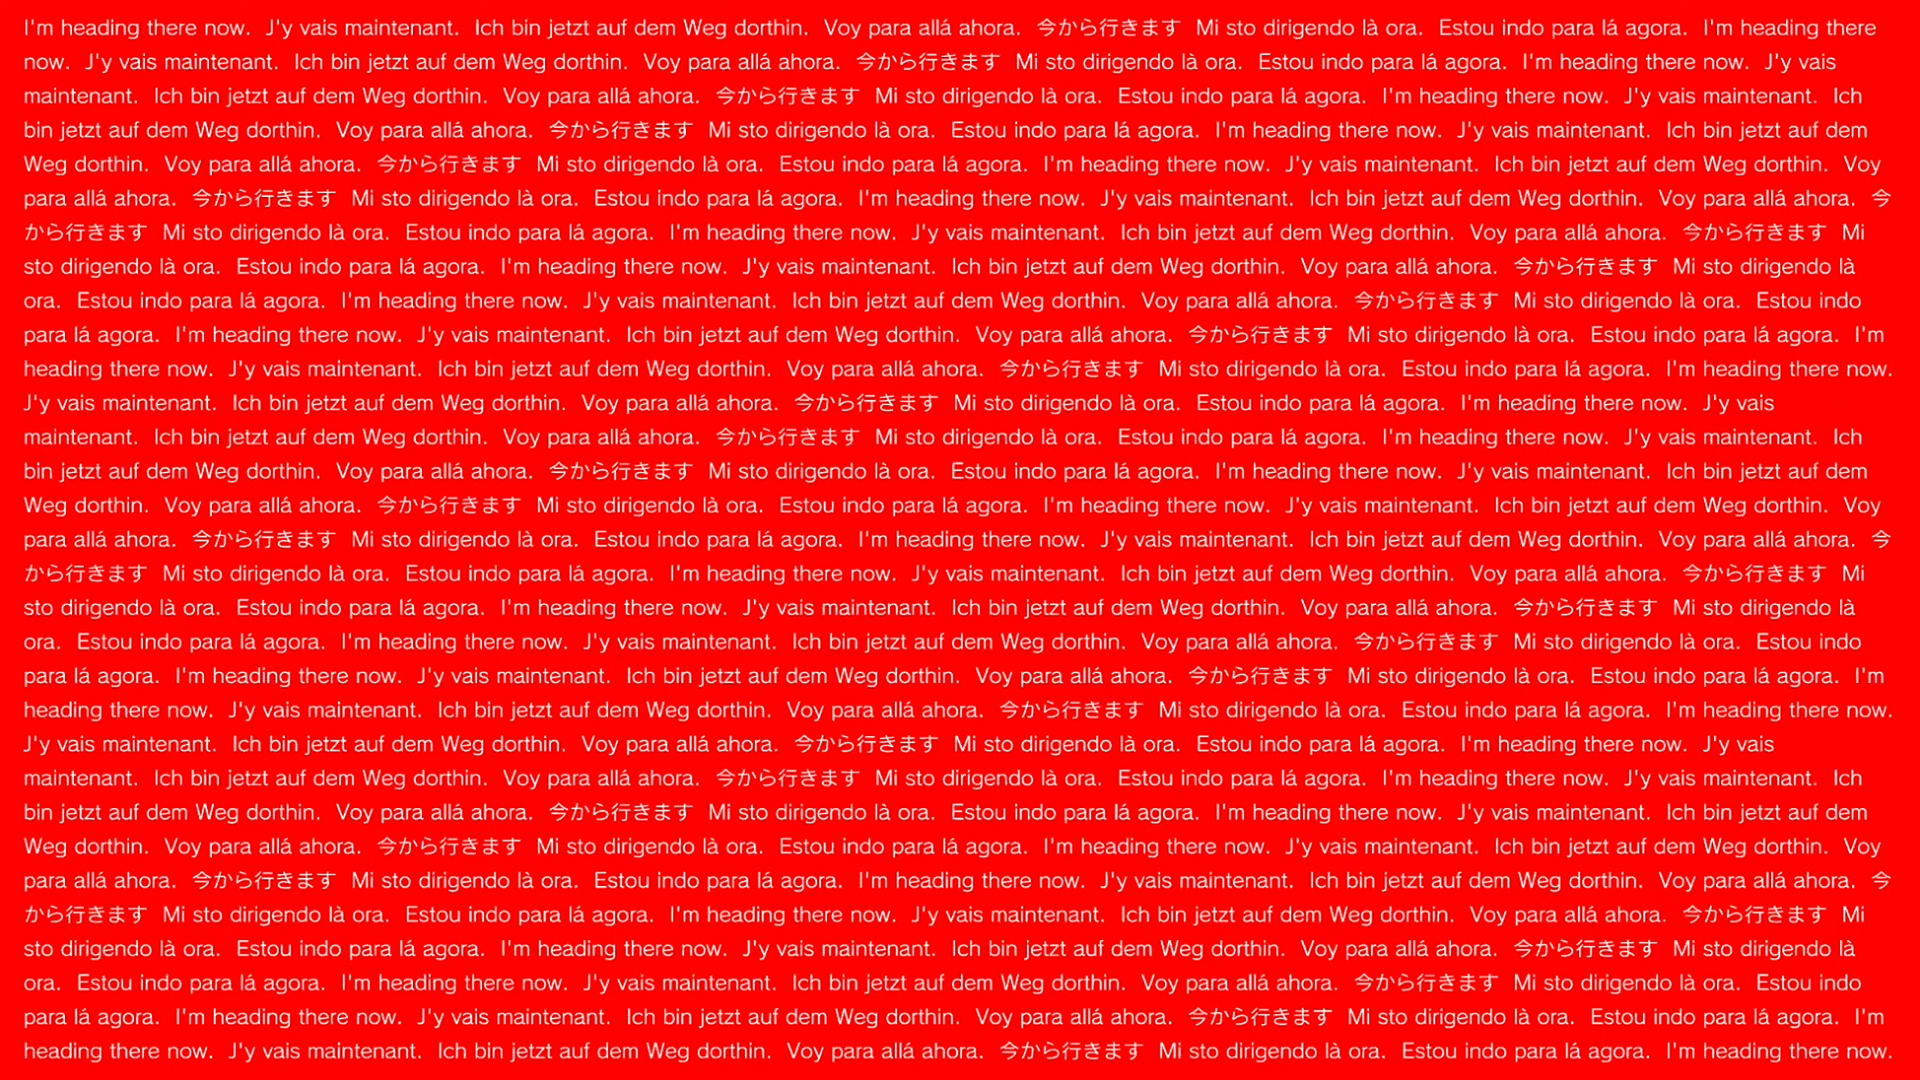 I'm heading there now. J'y vais maintenant. Ich bin jetzt auf dem Weg dorthin. Voy para allá ahora. 今から行きます Mi sto dirigendo là ora. Estou indo para lá agora. I'm heading there
now. J'y vais maintenant. Ich bin jetzt auf dem Weg dorthin. Voy para allá ahora. 今から行きます Mi sto dirigendo là ora. Estou indo para lá agora. I'm heading there now. J'y vais
maintenant. Ich bin jetzt auf dem Weg dorthin. Voy para allá ahora. 今から行きます Mi sto dirigendo là ora. Estou indo para lá agora. I'm heading there now. J'y vais maintenant. Ich
bin jetzt auf dem Weg dorthin. Voy para allá ahora. 今から行きます Mi sto dirigendo là ora. Estou indo para lá agora. I'm heading there now. J'y vais maintenant. Ich bin jetzt auf dem
Weg dorthin. Voy para allá ahora. 今から行きます Mi sto dirigendo là ora. Estou indo para lá agora. I'm heading there now. J'y vais maintenant. Ich bin jetzt auf dem Weg dorthin. Voy
para allá ahora. 今から行きます Mi sto dirigendo là ora. Estou indo para lá agora. I'm heading there now. J'y vais maintenant. Ich bin jetzt auf dem Weg dorthin. Voy para allá ahora. 今
から行きます Mi sto dirigendo là ora. Estou indo para lá agora. I'm heading there now. J'y vais maintenant. Ich bin jetzt auf dem Weg dorthin. Voy para allá ahora. 今から行きます Mi
sto dirigendo là ora. Estou indo para lá agora. I'm heading there now. J'y vais maintenant. Ich bin jetzt auf dem Weg dorthin. Voy para allá ahora. 今から行きます Mi sto dirigendo là
ora. Estou indo para lá agora. I'm heading there now. J'y vais maintenant. Ich bin jetzt auf dem Weg dorthin. Voy para allá ahora. 今から行きます Mi sto dirigendo là ora. Estou indo
para lá agora. I'm heading there now. J'y vais maintenant. Ich bin jetzt auf dem Weg dorthin. Voy para allá ahora. 今から行きます Mi sto dirigendo là ora. Estou indo para lá agora. I'm
heading there now. J'y vais maintenant. Ich bin jetzt auf dem Weg dorthin. Voy para allá ahora. 今から行きます Mi sto dirigendo là ora. Estou indo para lá agora. I'm heading there now.
J'y vais maintenant. Ich bin jetzt auf dem Weg dorthin. Voy para allá ahora. 今から行きます Mi sto dirigendo là ora. Estou indo para lá agora. I'm heading there now. J'y vais
maintenant. Ich bin jetzt auf dem Weg dorthin. Voy para allá ahora. 今から行きます Mi sto dirigendo là ora. Estou indo para lá agora. I'm heading there now. J'y vais maintenant. Ich
bin jetzt auf dem Weg dorthin. Voy para allá ahora. 今から行きます Mi sto dirigendo là ora. Estou indo para lá agora. I'm heading there now. J'y vais maintenant. Ich bin jetzt auf dem
Weg dorthin. Voy para allá ahora. 今から行きます Mi sto dirigendo là ora. Estou indo para lá agora. I'm heading there now. J'y vais maintenant. Ich bin jetzt auf dem Weg dorthin. Voy
para allá ahora. 今から行きます Mi sto dirigendo là ora. Estou indo para lá agora. I'm heading there now. J'y vais maintenant. Ich bin jetzt auf dem Weg dorthin. Voy para allá ahora. 今
から行きます Mi sto dirigendo là ora. Estou indo para lá agora. I'm heading there now. J'y vais maintenant. Ich bin jetzt auf dem Weg dorthin. Voy para allá ahora. 今から行きます Mi
sto dirigendo là ora. Estou indo para lá agora. I'm heading there now. J'y vais maintenant. Ich bin jetzt auf dem Weg dorthin. Voy para allá ahora. 今から行きます Mi sto dirigendo là
ora. Estou indo para lá agora. I'm heading there now. J'y vais maintenant. Ich bin jetzt auf dem Weg dorthin. Voy para allá ahora. 今から行きます Mi sto dirigendo là ora. Estou indo
para lá agora. I'm heading there now. J'y vais maintenant. Ich bin jetzt auf dem Weg dorthin. Voy para allá ahora. 今から行きます Mi sto dirigendo là ora. Estou indo para lá agora. I'm
heading there now. J'y vais maintenant. Ich bin jetzt auf dem Weg dorthin. Voy para allá ahora. 今から行きます Mi sto dirigendo là ora. Estou indo para lá agora. I'm heading there now.
J'y vais maintenant. Ich bin jetzt auf dem Weg dorthin. Voy para allá ahora. 今から行きます Mi sto dirigendo là ora. Estou indo para lá agora. I'm heading there now. J'y vais
maintenant. Ich bin jetzt auf dem Weg dorthin. Voy para allá ahora. 今から行きます Mi sto dirigendo là ora. Estou indo para lá agora. I'm heading there now. J'y vais maintenant. Ich
bin jetzt auf dem Weg dorthin. Voy para allá ahora. 今から行きます Mi sto dirigendo là ora. Estou indo para lá agora. I'm heading there now. J'y vais maintenant. Ich bin jetzt auf dem
Weg dorthin. Voy para allá ahora. 今から行きます Mi sto dirigendo là ora. Estou indo para lá agora. I'm heading there now. J'y vais maintenant. Ich bin jetzt auf dem Weg dorthin. Voy
para allá ahora. 今から行きます Mi sto dirigendo là ora. Estou indo para lá agora. I'm heading there now. J'y vais maintenant. Ich bin jetzt auf dem Weg dorthin. Voy para allá ahora. 今
から行きます Mi sto dirigendo là ora. Estou indo para lá agora. I'm heading there now. J'y vais maintenant. Ich bin jetzt auf dem Weg dorthin. Voy para allá ahora. 今から行きます Mi
sto dirigendo là ora. Estou indo para lá agora. I'm heading there now. J'y vais maintenant. Ich bin jetzt auf dem Weg dorthin. Voy para allá ahora. 今から行きます Mi sto dirigendo là
ora. Estou indo para lá agora. I'm heading there now. J'y vais maintenant. Ich bin jetzt auf dem Weg dorthin. Voy para allá ahora. 今から行きます Mi sto dirigendo là ora. Estou indo
para lá agora. I'm heading there now. J'y vais maintenant. Ich bin jetzt auf dem Weg dorthin. Voy para allá ahora. 今から行きます Mi sto dirigendo là ora. Estou indo para lá agora. I'm
heading there now. J'y vais maintenant. Ich bin jetzt auf dem Weg dorthin. Voy para allá ahora. 今から行きます Mi sto dirigendo là ora. Estou indo para lá agora. I'm heading there now.